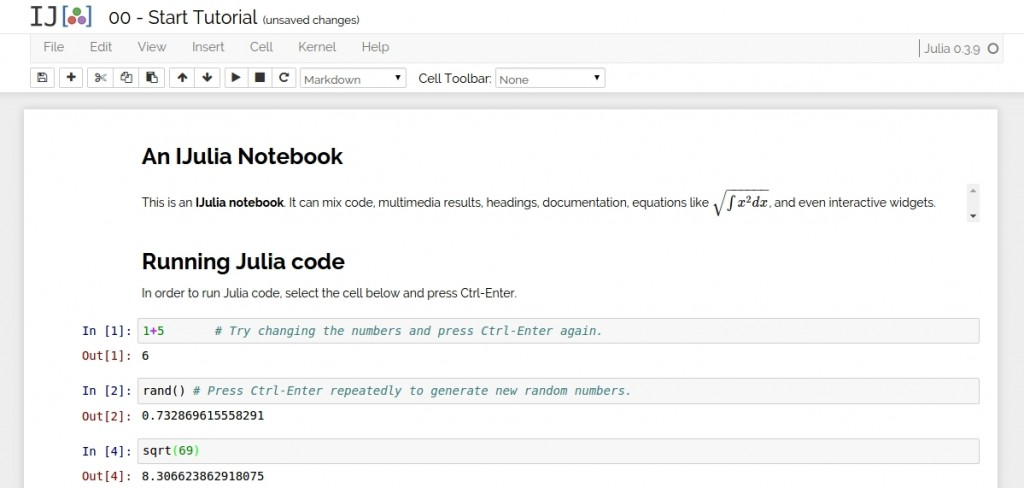 IJ[] 00 - Start Tutorial (unsaved changes)
File Edit View Insert Cell Kernel Help Julia 0.3.9
Markdown Cell Toolbar: None
An IJulia Notebook
This is an IJulia notebook. It can mix code, multimedia results, headings, documentation, equations like √∫x²dx, and even interactive widgets.
Running Julia code
In order to run Julia code, select the cell below and press Ctrl-Enter.
In [1]: 1+5 # Try changing the numbers and press Ctrl-Enter again.
Out[1]: 6
In [2]: rand() # Press Ctrl-Enter repeatedly to generate new random numbers.
Out[2]: 0.732869615558291
In [4]: sqrt(69)
Out[4]: 8.306623862918075